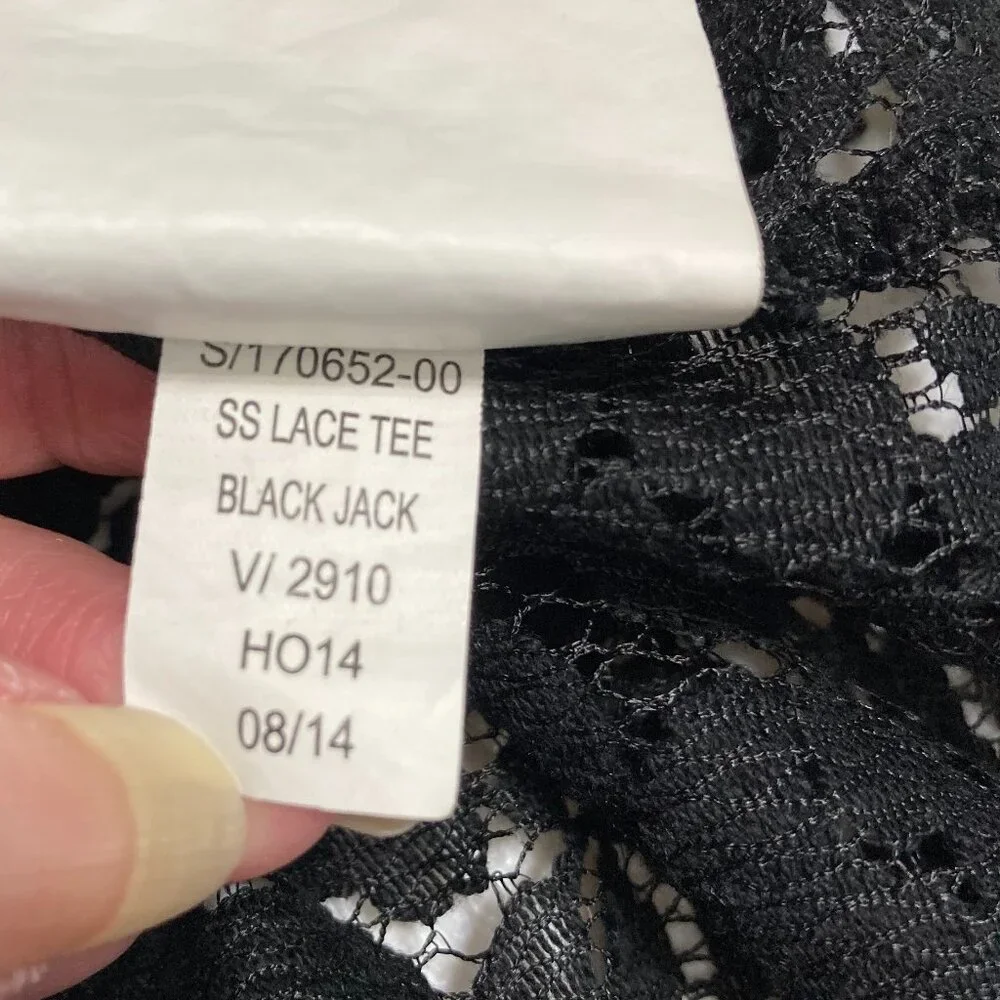 S/170652-00
SS LACE TEE
BLACK JACK
V/ 2910
HO14
08/14